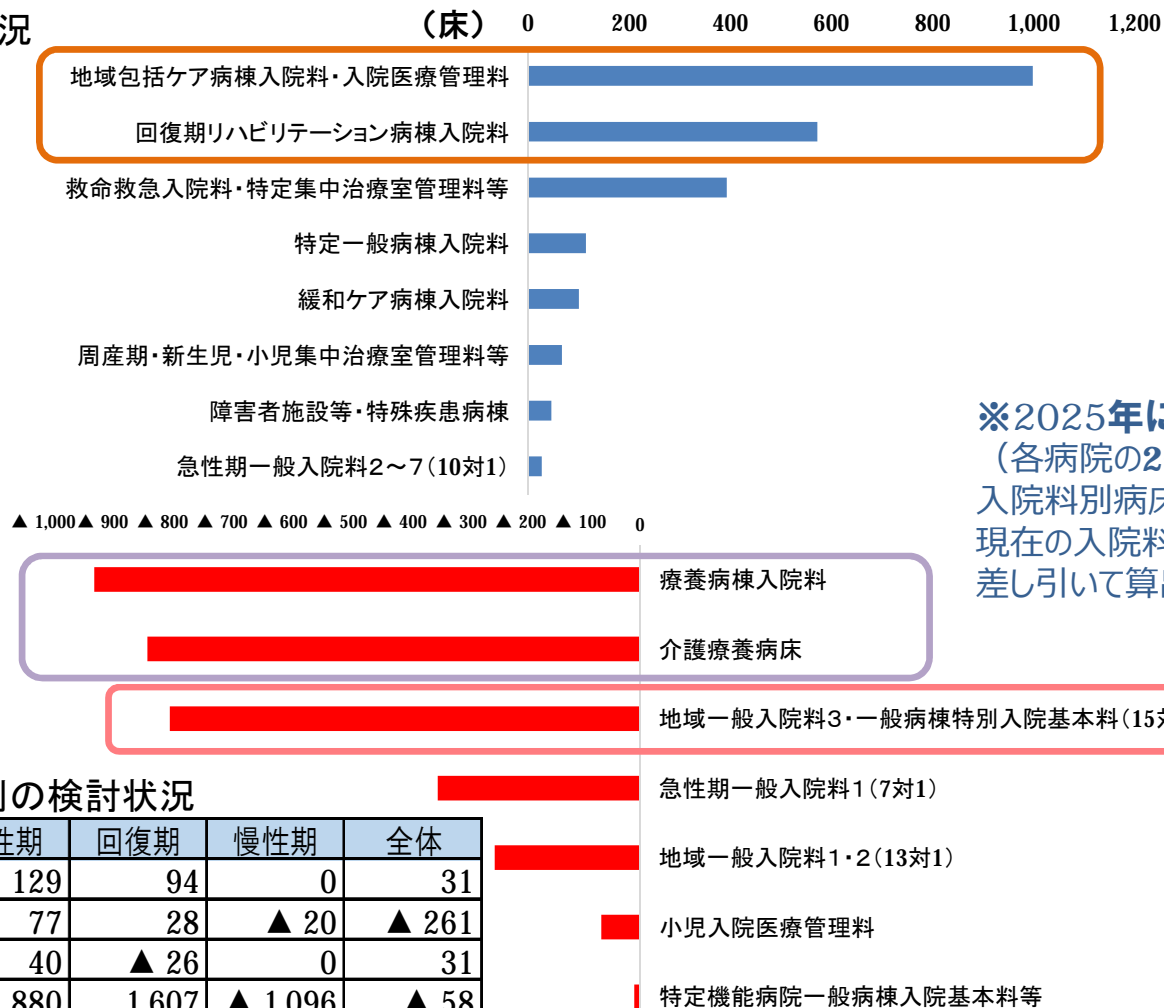 況
（床） 0 200 400 600 800 1,000 1,200
地域包括ケア病棟入院料・入院医療管理料
回復期リハビリテーション病棟入院料
救命救急入院料・特定集中治療室管理料等
特定一般病棟入院料
緩和ケア病棟入院料
周産期・新生児・小児集中治療室管理料等
障害者施設等・特殊疾患病棟
急性期一般入院料２～７（10対1）
※2025年に
（各病院の2
入院料別病床
現在の入院料
差し引いて算出
▲ 1,000 ▲ 900 ▲ 800 ▲ 700 ▲ 600 ▲ 500 ▲ 400 ▲ 300 ▲ 200 ▲ 100 0
療養病棟入院料
介護療養病床
地域一般入院料３・一般病棟特別入院基本料（15対
急性期一般入院料１（7対1）
地域一般入院料１・２（13対1）
小児入院医療管理料
特定機能病院一般病棟入院基本料等
別の検討状況
性期 回復期 慢性期 全体
129 94 0 31
77 28 ▲ 20 ▲ 261
40 ▲ 26 0 31
880 1,607 ▲ 1,096 ▲ 58